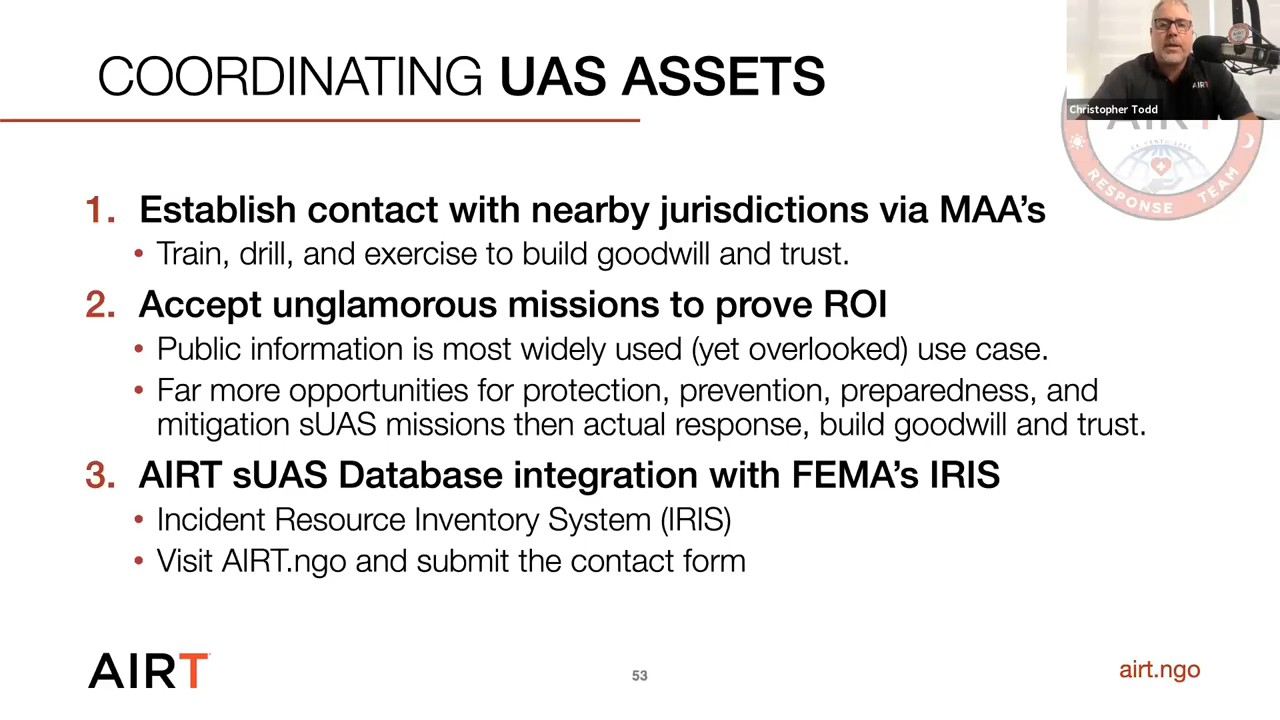 COORDINATING UAS ASSETS
AIRT
Christopher Todd
AIRT
RESPONSE TEAM
1. Establish contact with nearby jurisdictions via MAA's
• Train, drill, and exercise to build goodwill and trust.
2. Accept unglamorous missions to prove ROI
• Public information is most widely used (yet overlooked) use case.
• Far more opportunities for protection, prevention, preparedness, and
mitigation sUAS missions then actual response, build goodwill and trust.
3. AIRT sUAS Database integration with FEMA's IRIS
• Incident Resource Inventory System (IRIS)
• Visit AIRT.ngo and submit the contact form
AIRT
53
airt.ngo